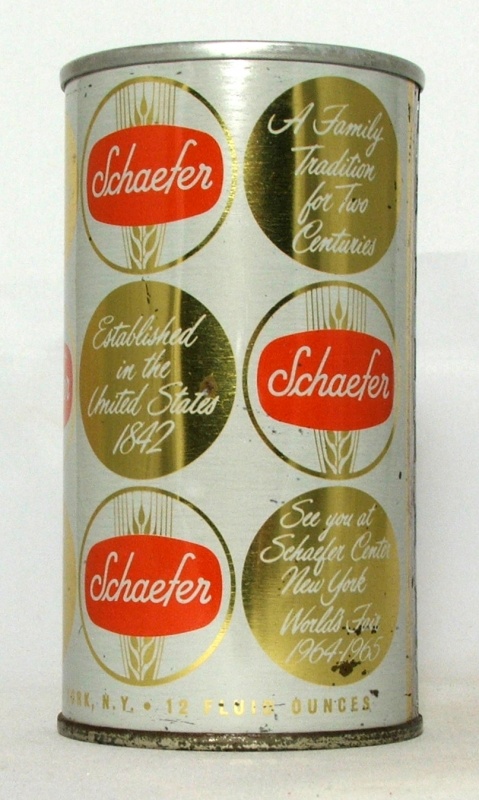 Schaefer
A Family
Tradition
for Two
Centuries
Established
in the
United States
1842
Schaefer
Schaefer
See you at
Schaefer Center
New York
World's Fair
1964-1965
N.Y. • 12 FLUID OUNCES